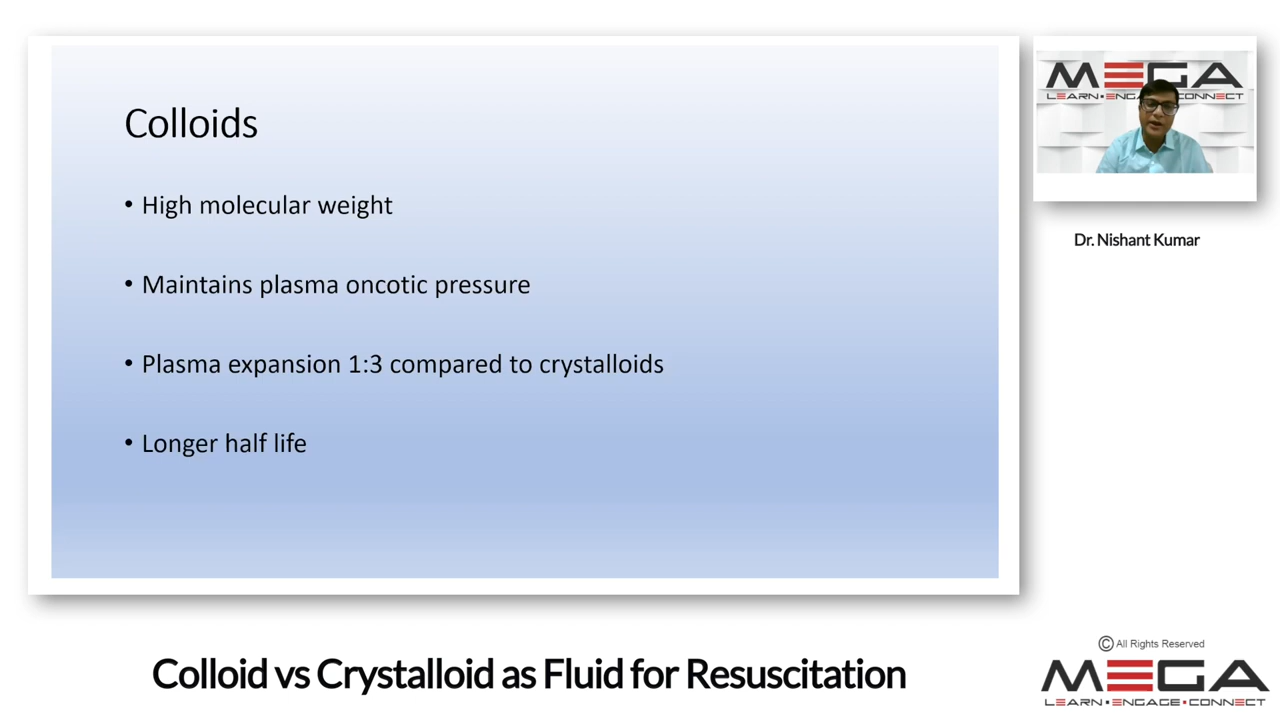 Colloids
• High molecular weight
• Maintains plasma oncotic pressure
• Plasma expansion 1:3 compared to crystalloids
• Longer half life
MEGA
LEARN•ENGAGE•CONNECT
Dr. Nishant Kumar
Colloid vs Crystalloid as Fluid for Resuscitation
© All Rights Reserved
MEGA
LEARN•ENGAGE•CONNECT